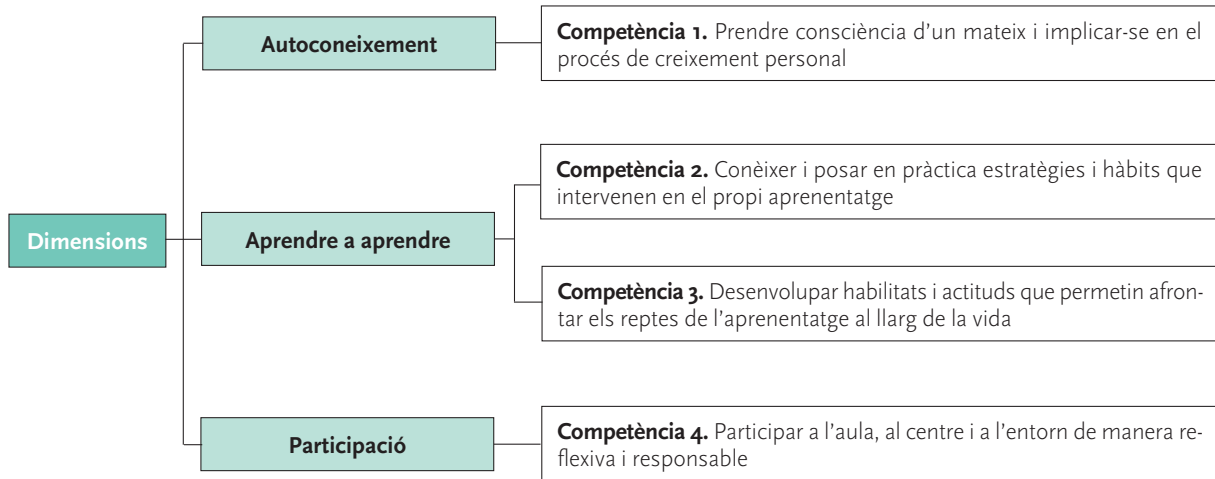 Autoconeixement
Competència 1. Prendre consciència d’un mateix i implicar-se en el
procés de creixement personal
Competència 2. Conèixer i posar en pràctica estratègies i hàbits que
intervenen en el propi aprenentatge
Dimensions
Aprendre a aprendre
Competència 3. Desenvolupar habilitats i actituds que permetin afron-
tar els reptes de l’aprenentatge al llarg de la vida
Participació
Competència 4. Participar a l’aula, al centre i a l’entorn de manera re-
flexiva i responsable